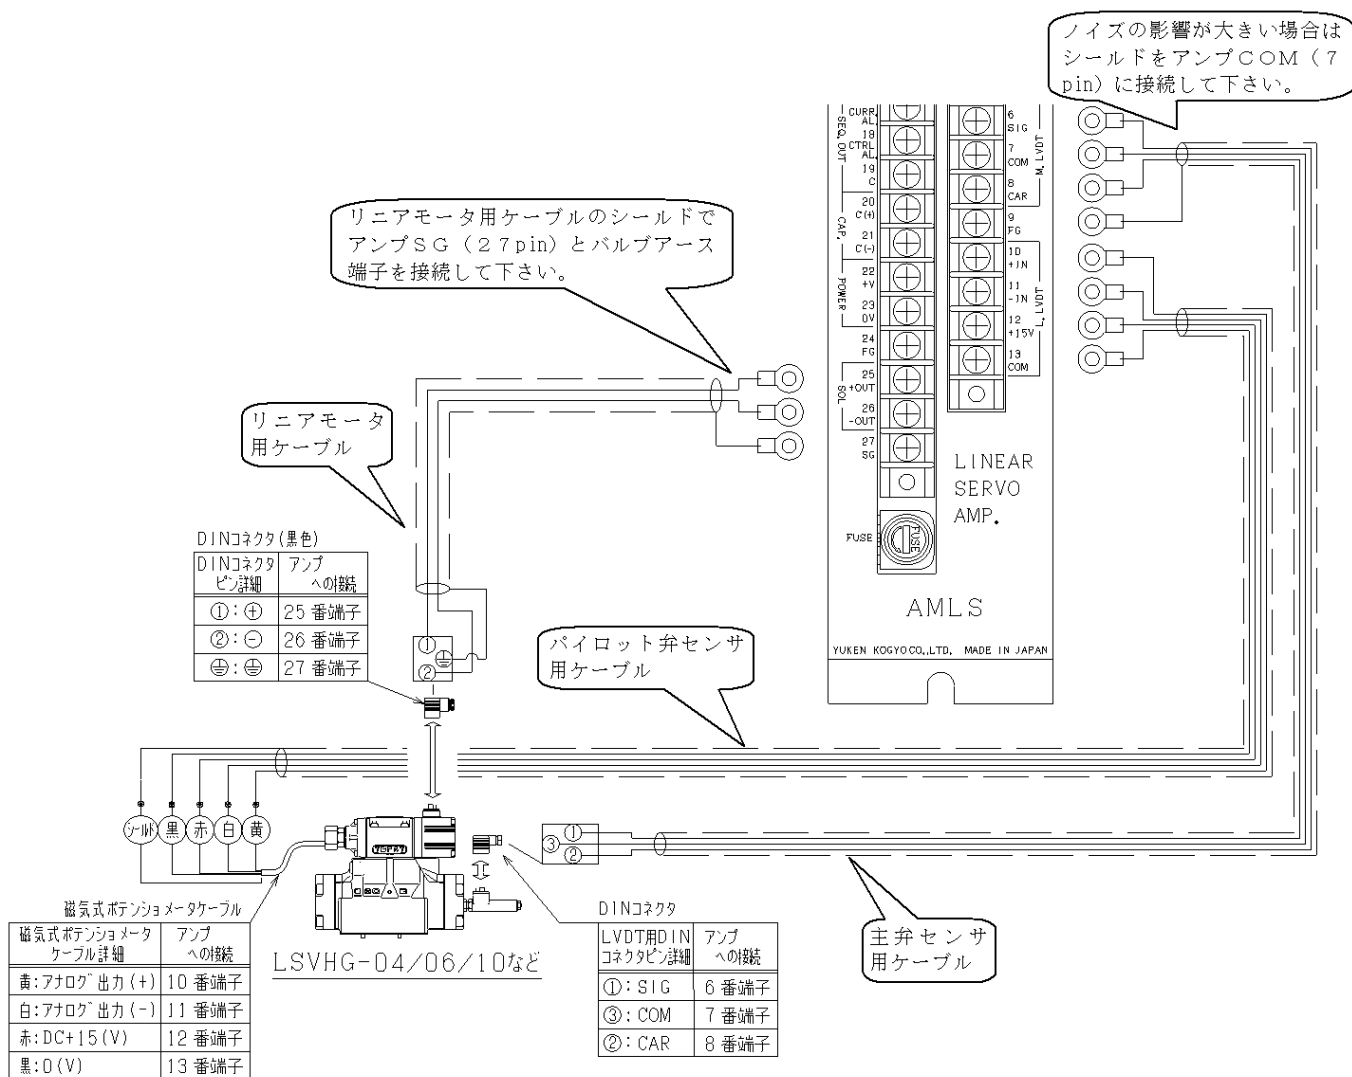 ノイズの影響が大きい場合は
シールドをアンプCOM（7
pin）に接続して下さい。
リニアモータ用ケーブルのシールドで
アンプSG（27pin）とバルブアース
端子を接続して下さい。
リニアモータ
用ケーブル
CURR.
AL.
18
CTRL
AL.
19
C
SEQ. OUT
20
C(+)
21
C(-)
CAP.
22
+V
23
0V
POWER
24
FG
25
+OUT
26
-OUT
SOL
27
SG
6
SIG
7
COM
8
CAR
M. LVDT
9
FG
10
+IN
11
-IN
12
+15V
13
COM
L. LVDT
LINEAR
SERVO
AMP.
FUSE
FUSE
AMLS
YUKEN KOGYO CO.,LTD. MADE IN JAPAN
DINコネクタ(黒色)
DINコネクタ
ピン詳細
アンプ
への接続
①:⊕ 25 番端子
②:⊖ 26 番端子
⏚:⏚ 27 番端子
①
⏚
②
パイロット弁センサ
用ケーブル
シールド 黒 赤 白 黄
①
③
②
主弁センサ
用ケーブル
磁気式ポテンショメータケーブル
磁気式ポテンショメータ
ケーブル詳細
アンプ
への接続
黄:アナログ出力(+) 10 番端子
白:アナログ出力(-) 11 番端子
赤:DC+15(V) 12 番端子
黒:0(V) 13 番端子
LSVHG-04/06/10など
DINコネクタ
LVDT用DIN
コネクタピン詳細
アンプ
への接続
①:SIG 6 番端子
③:COM 7 番端子
②:CAR 8 番端子